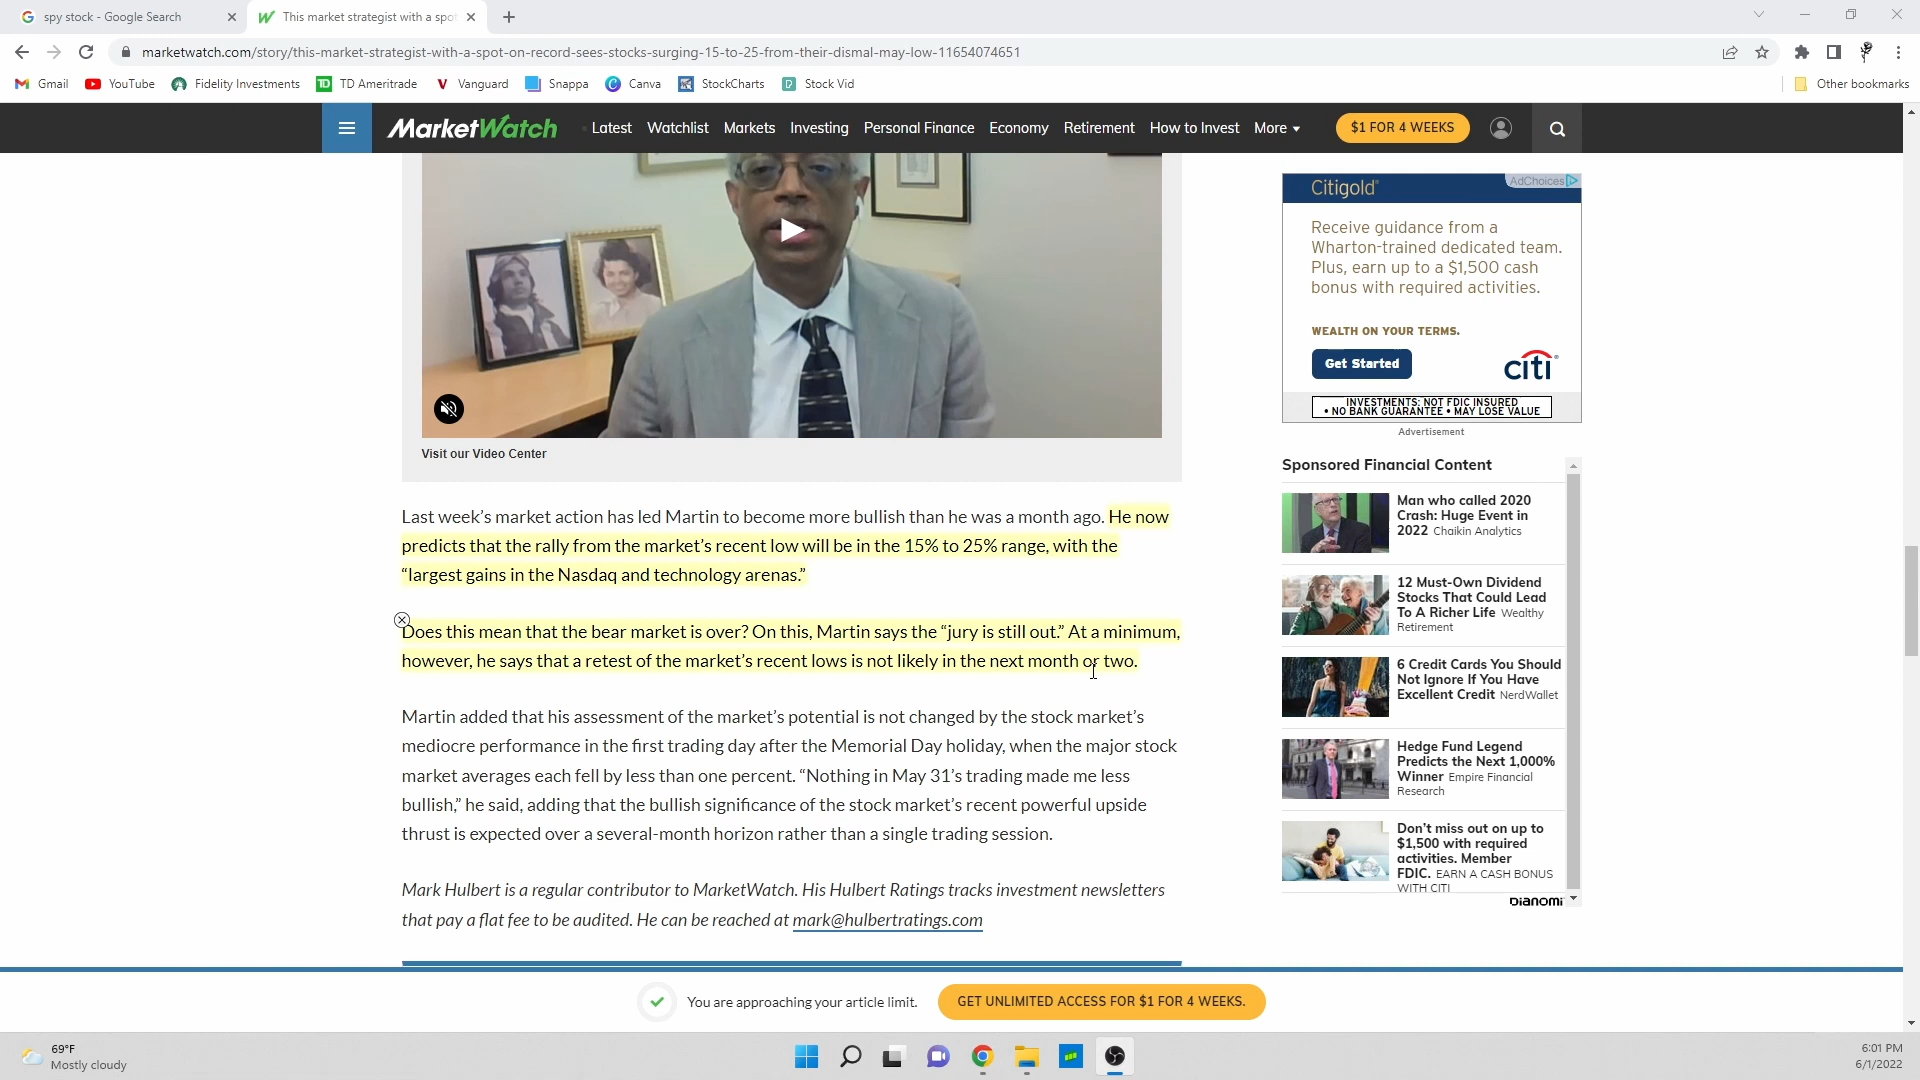 spy stock - Google Search
This market strategist with a spot
marketwatch.com/story/this-market-strategist-with-a-spot-on-record-sees-stocks-surging-15-to-25-from-their-dismal-may-low-11654074651
Gmail YouTube Fidelity Investments TD Ameritrade Vanguard Snappa Canva StockCharts Stock Vid Other bookmarks
MarketWatch Latest Watchlist Markets Investing Personal Finance Economy Retirement How to Invest More $1 FOR 4 WEEKS
Visit our Video Center
Last week’s market action has led Martin to become more bullish than he was a month ago. He now
predicts that the rally from the market’s recent low will be in the 15% to 25% range, with the
“largest gains in the Nasdaq and technology arenas.”
Does this mean that the bear market is over? On this, Martin says the “jury is still out.” At a minimum,
however, he says that a retest of the market’s recent lows is not likely in the next month or two.
Martin added that his assessment of the market’s potential is not changed by the stock market’s
mediocre performance in the first trading day after the Memorial Day holiday, when the major stock
market averages each fell by less than one percent. “Nothing in May 31’s trading made me less
bullish,” he said, adding that the bullish significance of the stock market’s recent powerful upside
thrust is expected over a several-month horizon rather than a single trading session.
Mark Hulbert is a regular contributor to MarketWatch. His Hulbert Ratings tracks investment newsletters
that pay a flat fee to be audited. He can be reached at mark@hulbertratings.com
Citigold®
AdChoices
Receive guidance from a
Wharton-trained dedicated team.
Plus, earn up to a $1,500 cash
bonus with required activities.
WEALTH ON YOUR TERMS.
Get Started
citi
INVESTMENTS: NOT FDIC INSURED
• NO BANK GUARANTEE • MAY LOSE VALUE
Advertisement
Sponsored Financial Content
Man who called 2020
Crash: Huge Event in
2022 Chaikin Analytics
12 Must-Own Dividend
Stocks That Could Lead
To A Richer Life Wealthy
Retirement
6 Credit Cards You Should
Not Ignore If You Have
Excellent Credit NerdWallet
Hedge Fund Legend
Predicts the Next 1,000%
Winner Empire Financial
Research
Don’t miss out on up to
$1,500 with required
activities. Member
FDIC. EARN A CASH BONUS
WITH CITI
DIANOMI
You are approaching your article limit.
GET UNLIMITED ACCESS FOR $1 FOR 4 WEEKS.
69°F
Mostly cloudy
6:01 PM
6/1/2022